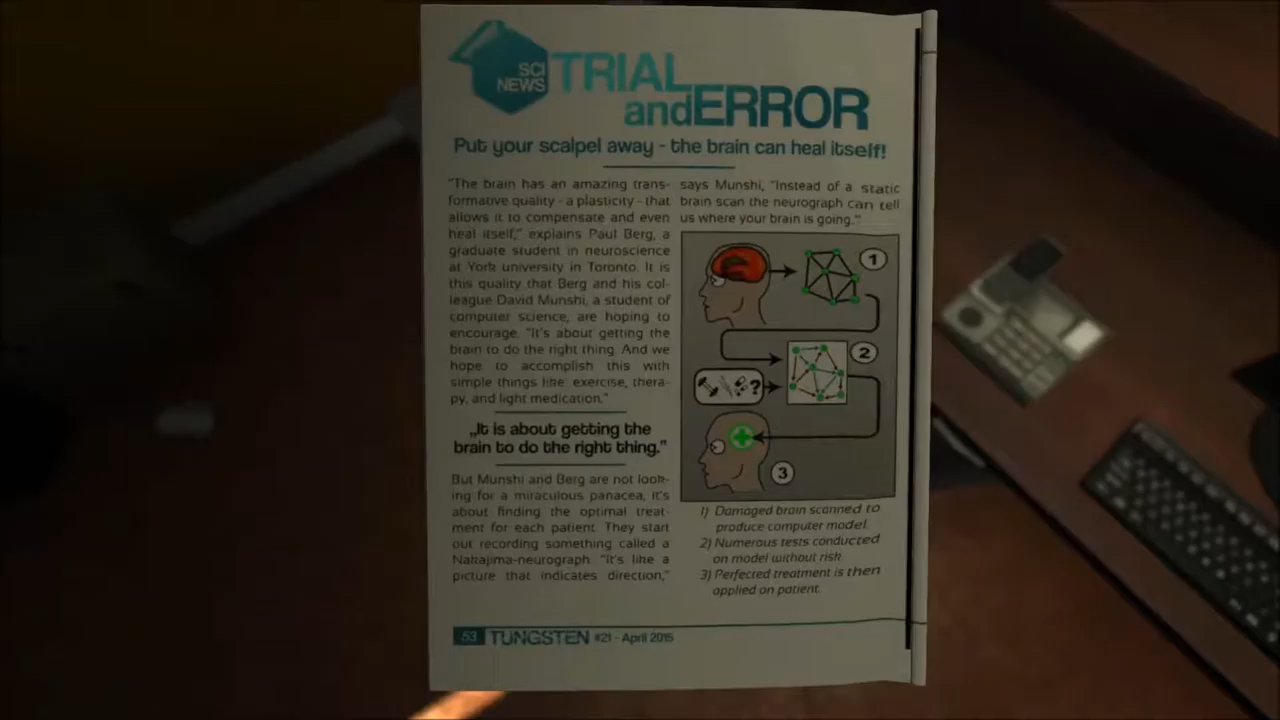 SCI
NEWS
TRIAL
andERROR
Put your scalpel away - the brain can heal itself!
"The brain has an amazing trans-
formative quality - a plasticity - that
allows it to compensate and even
heal itself," explains Paul Berg, a
graduate student in neuroscience
at York university in Toronto. It is
this quality that Berg and his col-
league David Munshi, a student of
computer science, are hoping to
encourage. "It's about getting the
brain to do the right thing. And we
hope to accomplish this with
simple things like: exercise, thera-
py, and light medication."
„It is about getting the
brain to do the right thing."
But Munshi and Berg are not look-
ing for a miraculous panacea, it's
about finding the optimal treat-
ment for each patient. They start
out recording something called a
Nakajima-neurograph. "It's like a
picture that indicates direction,"
says Munshi, "Instead of a static
brain scan the neurograph can tell
us where your brain is going."
1
2
?
3
1) Damaged brain scanned to
produce computer model.
2) Numerous tests conducted
on model without risk.
3) Perfected treatment is then
applied on patient.
53 TUNGSTEN #21 - April 2015